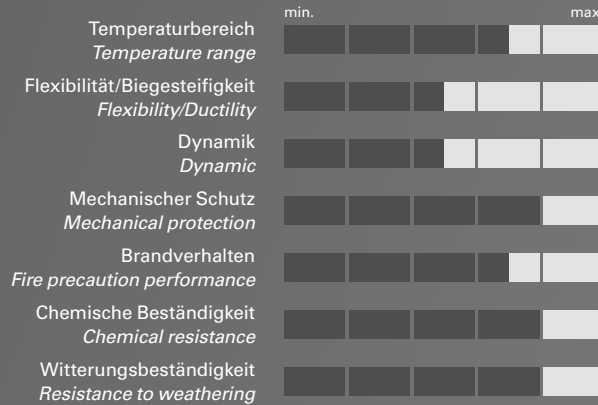 min. max
Temperaturbereich
Temperature range
Flexibilität/Biegesteifigkeit
Flexibility/Ductility
Dynamik
Dynamic
Mechanischer Schutz
Mechanical protection
Brandverhalten
Fire precaution performance
Chemische Beständigkeit
Chemical resistance
Witterungsbeständigkeit
Resistance to weathering